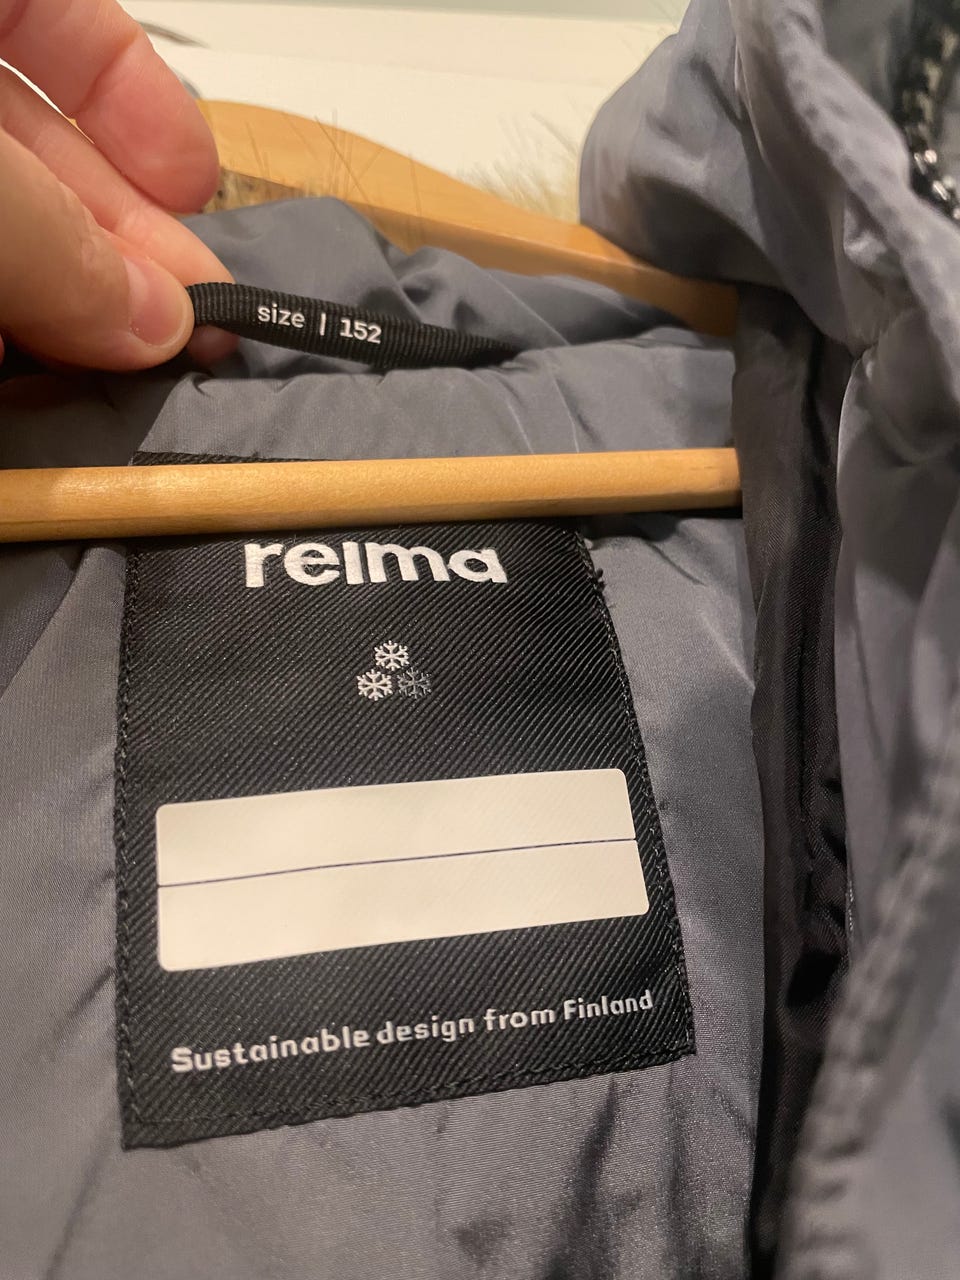 size | 152
reima
Sustainable design from Finland